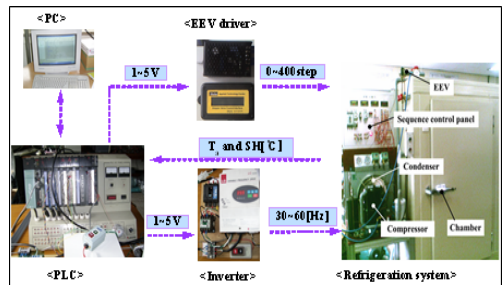 <PC>
<EEV driver>
1~5V
0~400step
EEV
Sequence control panel
Ta and SH[℃]
Condenser
1~5V
30~60[Hz]
Compressor
Chamber
<PLC>
<Inverter>
<Refrigeration system>